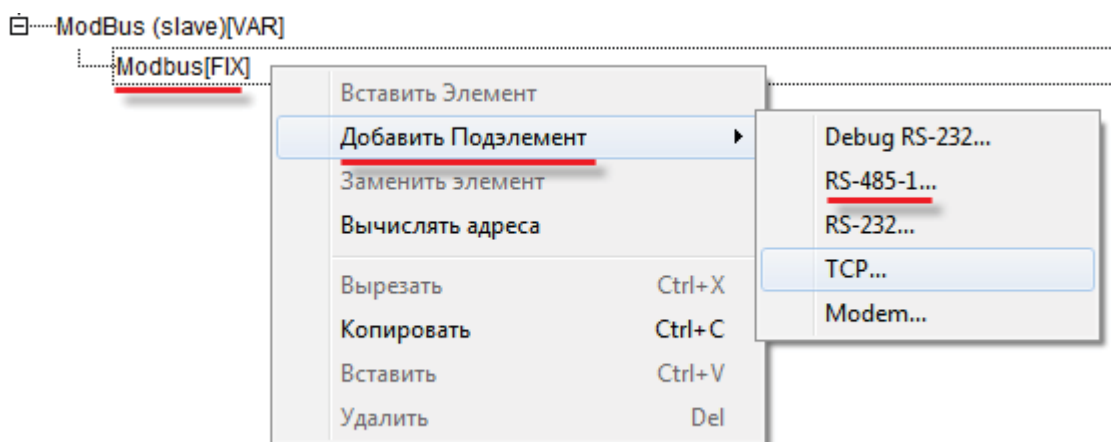 ModBus (slave)[VAR]
Modbus[FIX]
Вставить Элемент
Добавить Подэлемент
Заменить элемент
Вычислять адреса
Вырезать Ctrl+X
Копировать Ctrl+C
Вставить Ctrl+V
Удалить Del
Debug RS-232...
RS-485-1...
RS-232...
TCP...
Modem...